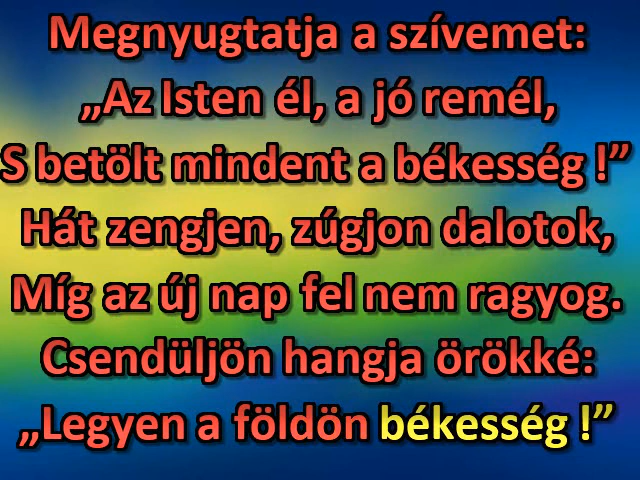 Megnyugtatja a szívemet:
„Az Isten él, a jó remél,
S betölt mindent a békesség !”
Hát zengjen, zúgjon dalotok,
Míg az új nap fel nem ragyog.
Csendüljön hangja örökké:
„Legyen a földön békesség !”